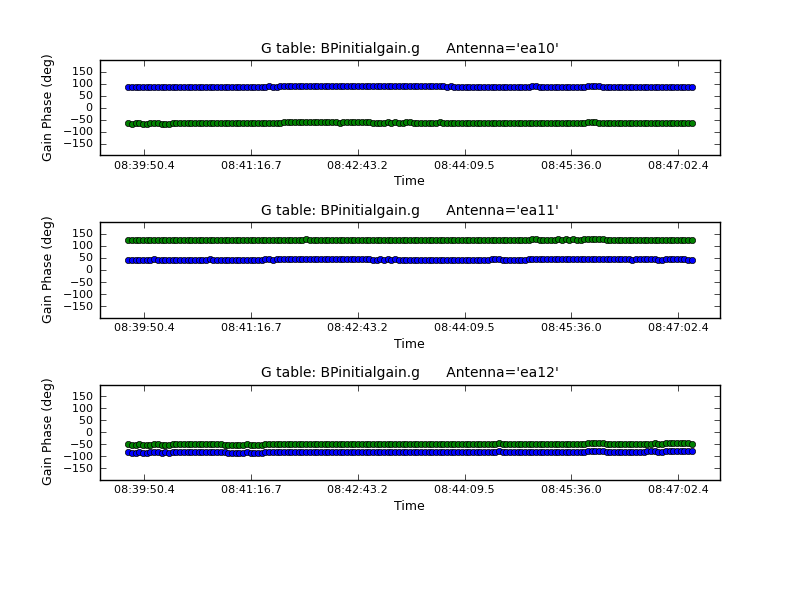 G table: BPinitialgain.g Antenna='ea10'
Gain Phase (deg)
150
100
50
0
−50
−100
−150
08:39:50.4 08:41:16.7 08:42:43.2 08:44:09.5 08:45:36.0 08:47:02.4
Time
G table: BPinitialgain.g Antenna='ea11'
Gain Phase (deg)
150
100
50
0
−50
−100
−150
08:39:50.4 08:41:16.7 08:42:43.2 08:44:09.5 08:45:36.0 08:47:02.4
Time
G table: BPinitialgain.g Antenna='ea12'
Gain Phase (deg)
150
100
50
0
−50
−100
−150
08:39:50.4 08:41:16.7 08:42:43.2 08:44:09.5 08:45:36.0 08:47:02.4
Time